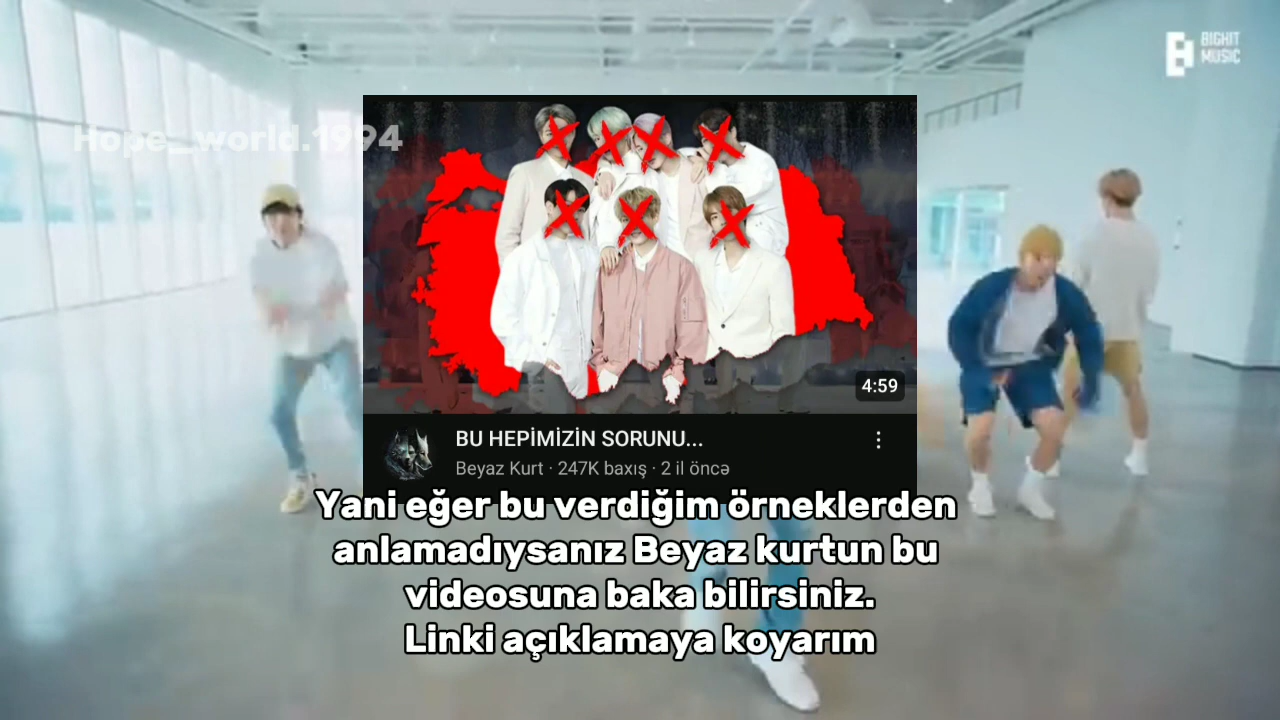 BIGHIT
MUSIC
Hope_world.1994
4:59
BU HEPİMİZİN SORUNU...
Beyaz Kurt · 247K baxış · 2 il öncə
Yani eğer bu verdiğim örneklerden
anlamadıysanız Beyaz kurtun bu
videosuna baka bilirsiniz.
Linki açıklamaya koyarım